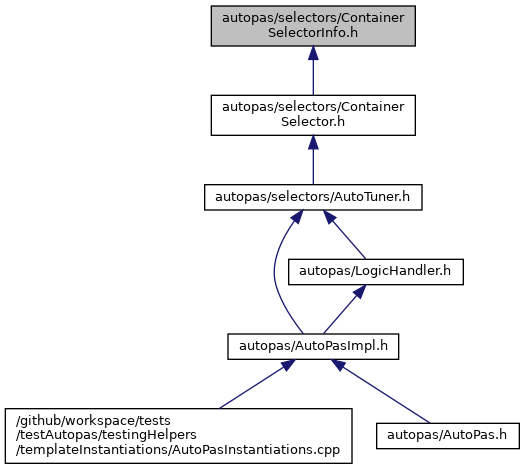 autopas/selectors/Container
SelectorInfo.h
autopas/selectors/Container
Selector.h
autopas/selectors/AutoTuner.h
autopas/LogicHandler.h
autopas/AutoPasImpl.h
/github/workspace/tests
/testAutopas/testingHelpers
/templateInstantiations/AutoPasInstantiations.cpp
autopas/AutoPas.h